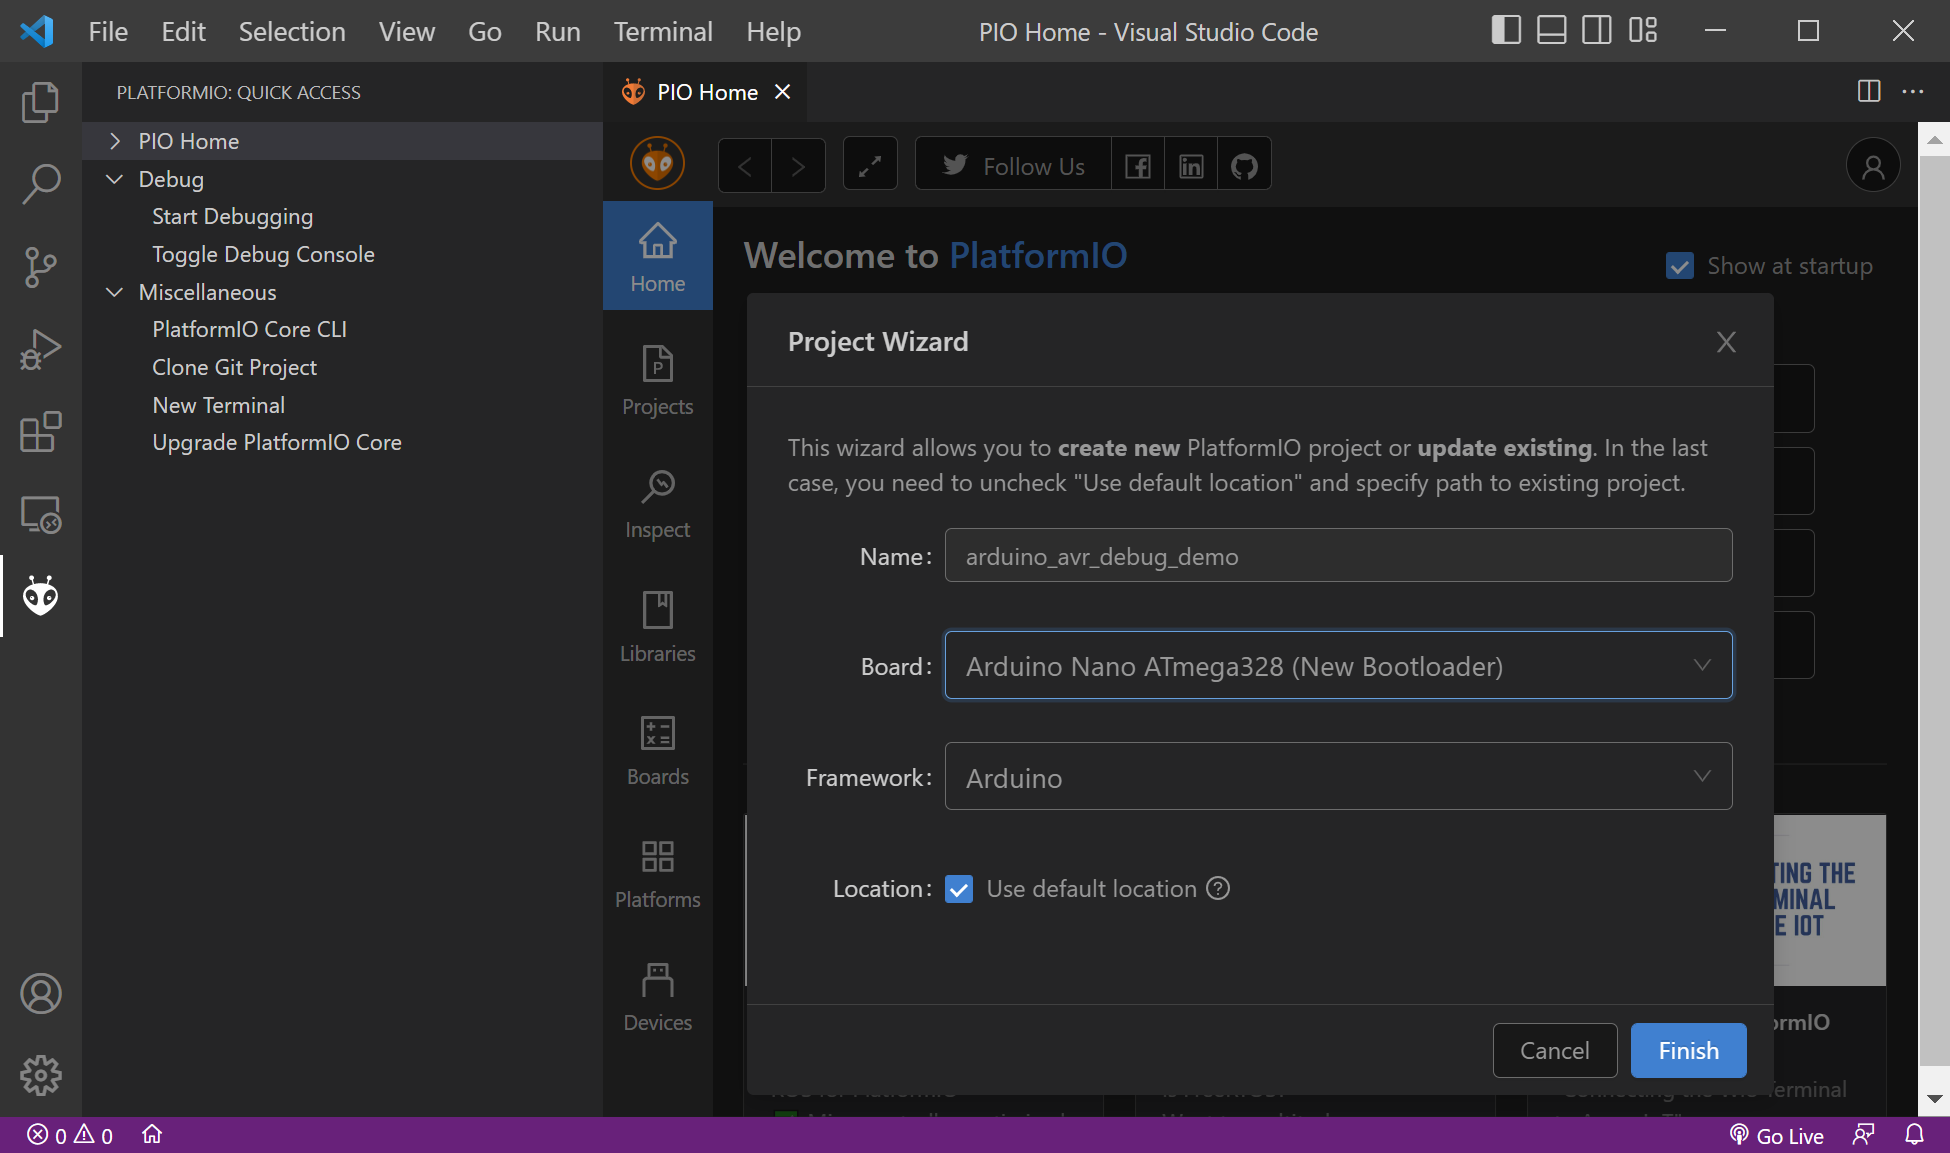 File Edit Selection View Go Run Terminal Help PIO Home - Visual Studio Code
PLATFORMIO: QUICK ACCESS
PIO Home
Debug
Start Debugging
Toggle Debug Console
Miscellaneous
PlatformIO Core CLI
Clone Git Project
New Terminal
Upgrade PlatformIO Core
PIO Home
Follow Us
Home
Projects
Inspect
Libraries
Boards
Platforms
Devices
Welcome to PlatformIO
Show at startup
Project Wizard
This wizard allows you to create new PlatformIO project or update existing. In the last
case, you need to uncheck "Use default location" and specify path to existing project.
Name:
arduino_avr_debug_demo
Board:
Arduino Nano ATmega328 (New Bootloader)
Framework:
Arduino
Location:
Use default location
TING THE
MINAL
E IOT
Cancel
Finish
ormIO
erminal
0 0
Go Live